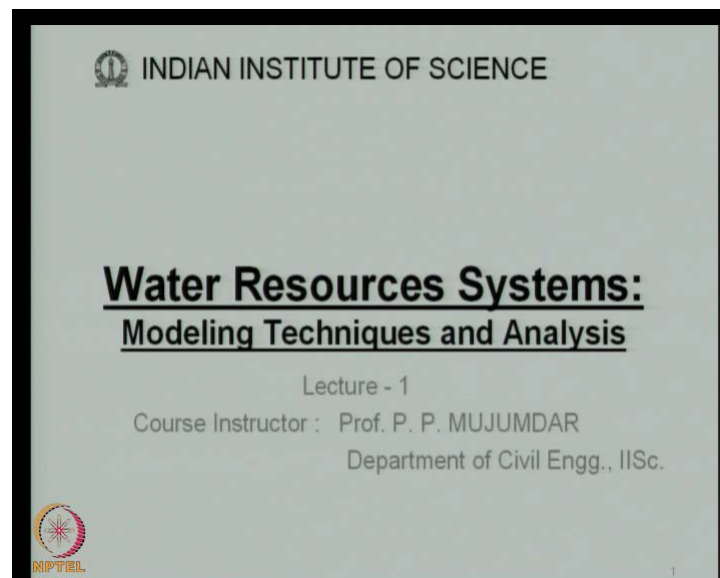 INDIAN INSTITUTE OF SCIENCE
Water Resources Systems:
Modeling Techniques and Analysis
Lecture - 1
Course Instructor : Prof. P. P. MUJUMDAR
Department of Civil Engg., IISc.
NPTEL
1